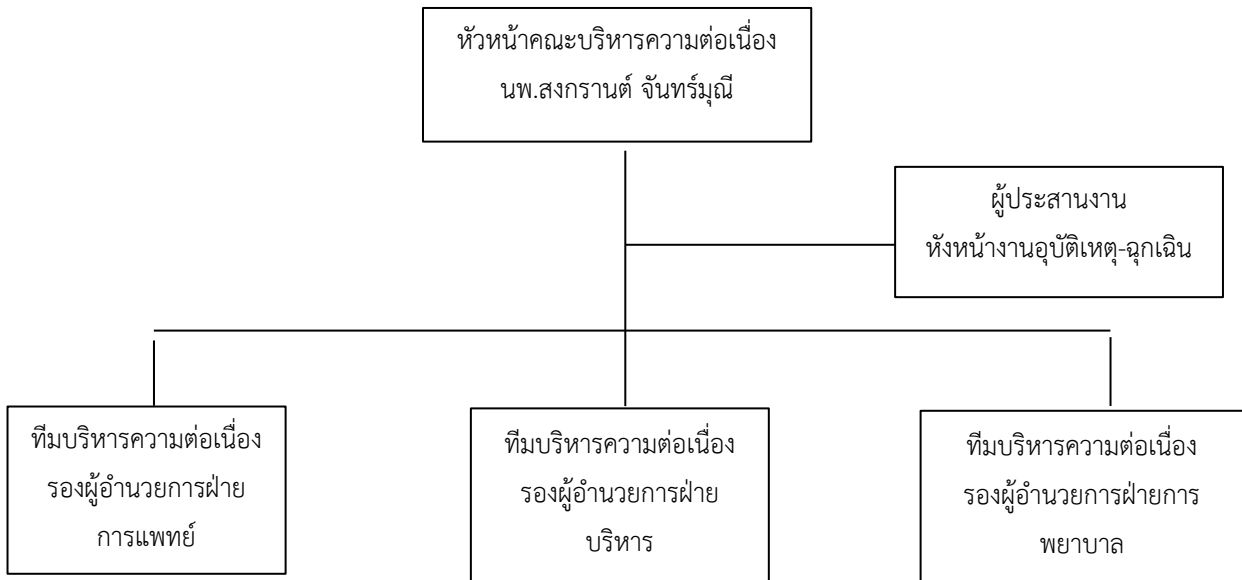 หัวหน้าคณะบริหารความต่อเนื่อง
นพ.สงกรานต์ จันทร์มุณี
ผู้ประสานงาน
หังหน้างานอุบัติเหตุ-ฉุกเฉิน
ทีมบริหารความต่อเนื่อง
รองผู้อำนวยการฝ่าย
การแพทย์
ทีมบริหารความต่อเนื่อง
รองผู้อำนวยการฝ่าย
บริหาร
ทีมบริหารความต่อเนื่อง
รองผู้อำนวยการฝ่ายการ
พยาบาล